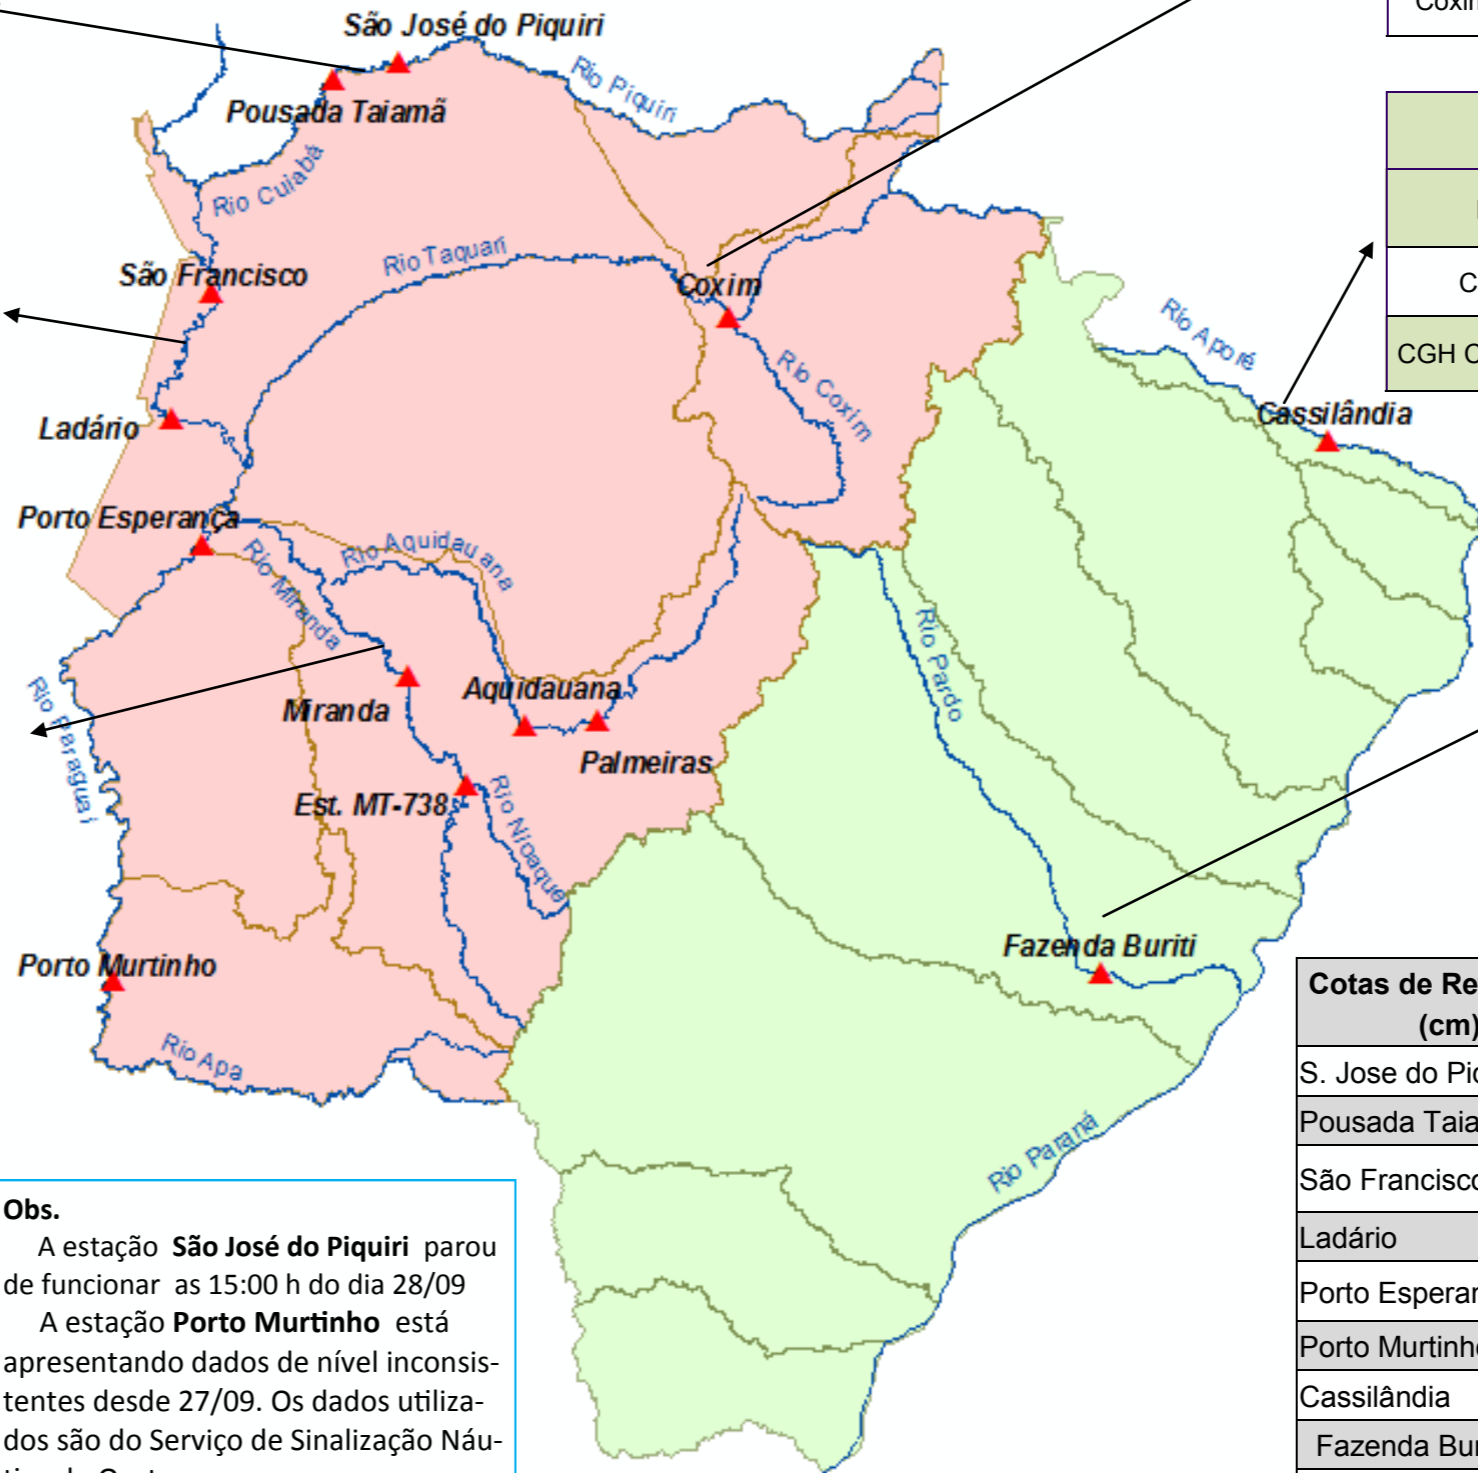 São José do Piquiri
Rio Piquiri
Pousada Taiamã
Rio Cuiabá
Rio Taquari
São Francisco
Coxim
Rio Aporé
Rio Coxim
CGH C
Cassilândia
Ladário
Porto Esperança
Rio Aquidauana
Rio Miranda
Rio Pardo
Rio Paraguai
Miranda
Aquidauana
Palmeiras
Est. MT-738
Rio Nioaque
Fazenda Buriti
Porto Murtinho
Rio Apa
Rio Paraná
Cotas de Re
(cm)
S. Jose do Pi
Pousada Taia
São Francisco
Ladário
Porto Esperan
Porto Murtinho
Cassilândia
Fazenda Bur
Obs.
A estação São José do Piquiri parou
de funcionar as 15:00 h do dia 28/09
A estação Porto Murtinho está
apresentando dados de nível inconsis-
tentes desde 27/09. Os dados utiliza-
dos são do Serviço de Sinalização Náu-